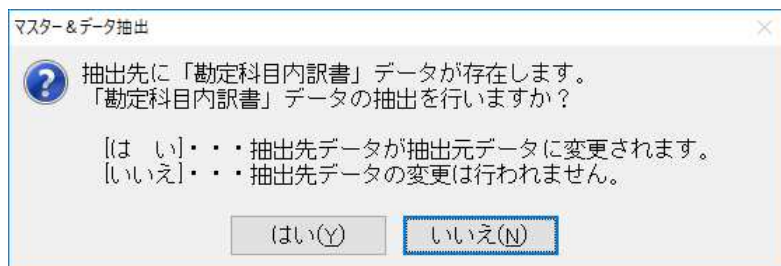 マスター＆データ抽出
抽出先に「勘定科目内訳書」データが存在します。
「勘定科目内訳書」データの抽出を行いますか？
[は　い]・・・抽出先データが抽出元データに変更されます。
[いいえ]・・・抽出先データの変更は行われません。
はい(Y)
いいえ(N)